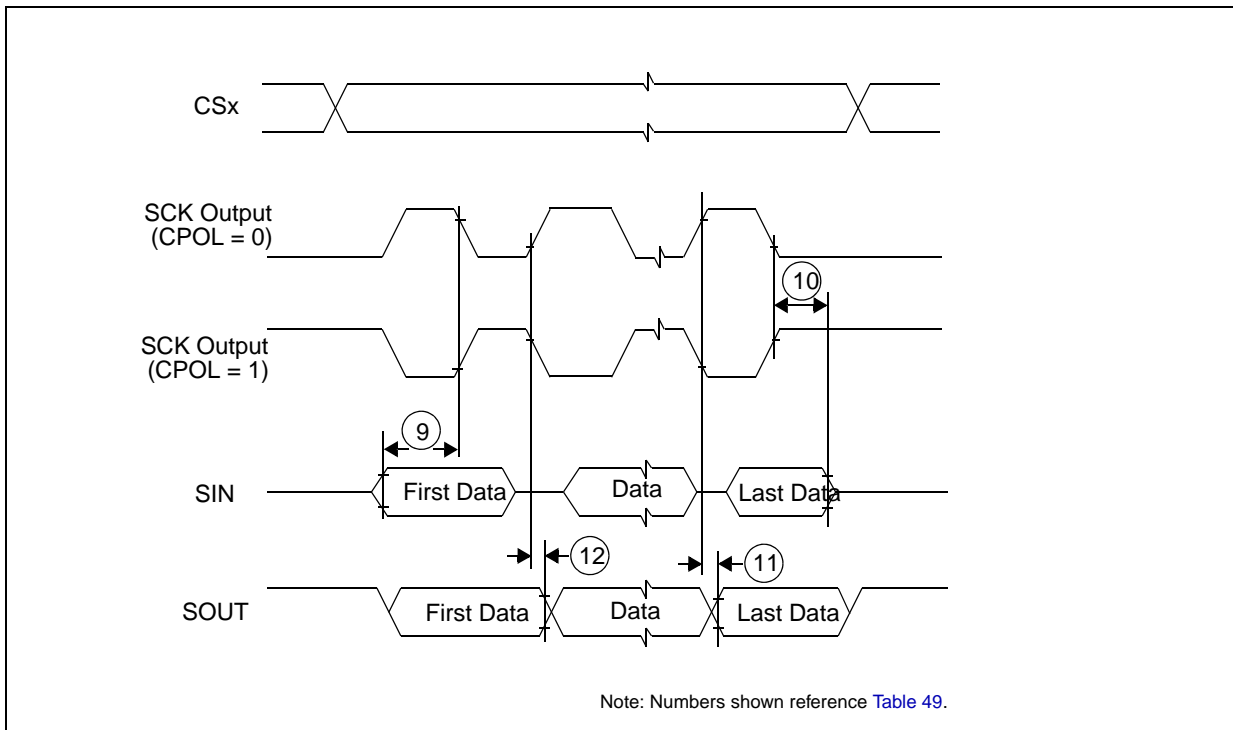 CSx
SCK Output
(CPOL = 0)
10
SCK Output
(CPOL = 1)
9
SIN
First Data
Data
Last Data
12
11
SOUT
First Data
Data
Last Data
Note: Numbers shown reference Table 49.